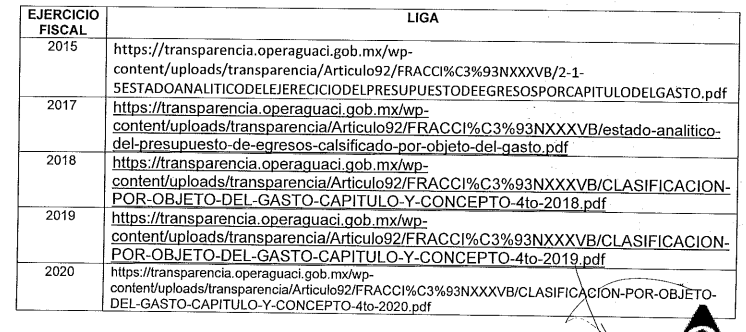 EJERCICIO
FISCAL
LIGA
2015
https://transparencia.operaguaci.gob.mx/wp-
content/uploads/transparencia/Articulo92/FRACCI%C3%93NXXXVB/2-1-
5ESTADOANALITICODELEJERECICIODELPRESUPUESTODEEGRESOSPORCAPITULODELGASTO.pdf
2017
https://transparencia.operaguaci.gob.mx/wp-
content/uploads/transparencia/Articulo92/FRACCI%C3%93NXXXVB/estado-analitico-
del-presupuesto-de-egresos-calsificado-por-objeto-del-gasto.pdf
2018
https://transparencia.operaguaci.gob.mx/wp-
content/uploads/transparencia/Articulo92/FRACCI%C3%93NXXXVB/CLASIFICACION-
POR-OBJETO-DEL-GASTO-CAPITULO-Y-CONCEPTO-4to-2018.pdf
2019
https://transparencia.operaguaci.gob.mx/wp-
content/uploads/transparencia/Articulo92/FRACCI%C3%93NXXXVB/CLASIFICACION-
POR-OBJETO-DEL-GASTO-CAPITULO-Y-CONCEPTO-4to-2019.pdf
2020
https://transparencia.operaguaci.gob.mx/wp-
content/uploads/transparencia/Articulo92/FRACCI%C3%93NXXXVB/CLASIFICACION-POR-OBJETO-
DEL-GASTO-CAPITULO-Y-CONCEPTO-4to-2020.pdf